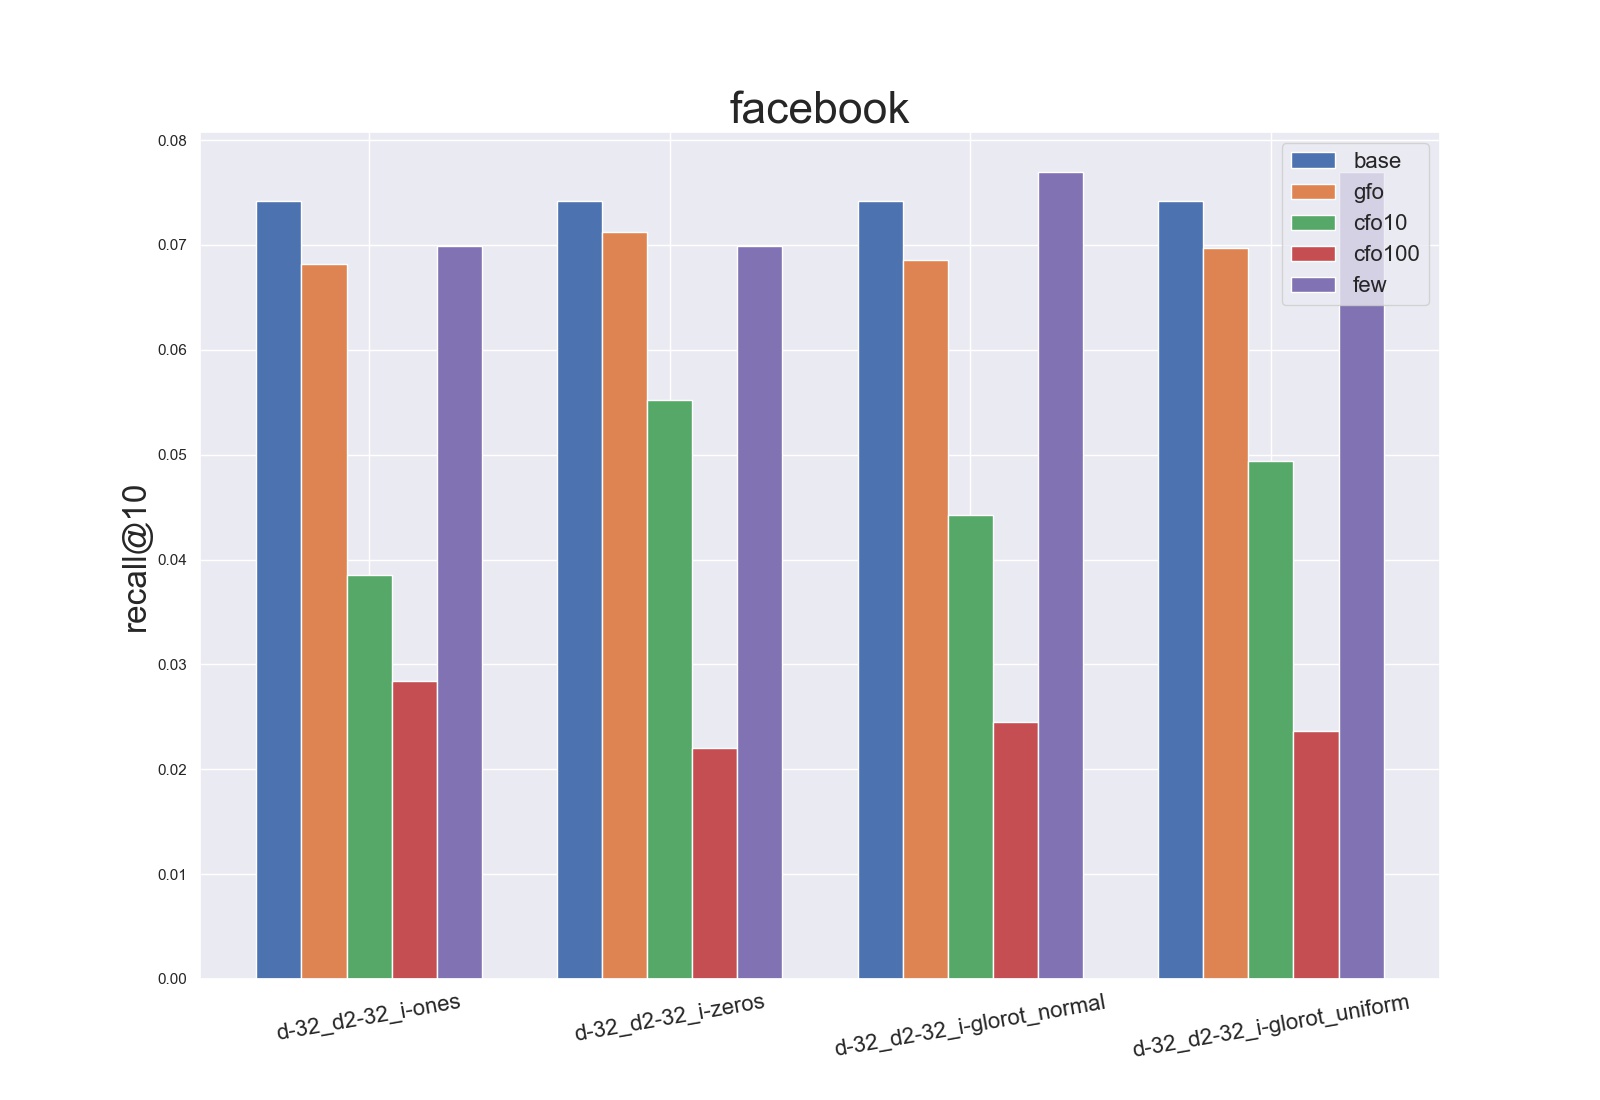 facebook
recall@10
0.08
0.07
0.06
0.05
0.04
0.03
0.02
0.01
0.00
base
gfo
cfo10
cfo100
few
d-32_d2-32_i-ones
d-32_d2-32_i-zeros
d-32_d2-32_i-glorot_normal
d-32_d2-32_i-glorot_uniform